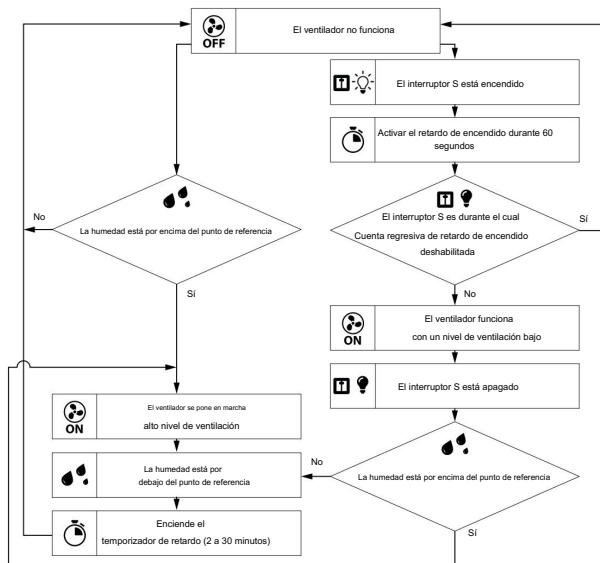 OFF
El ventilador no funciona
El interruptor S está encendido
Activar el retardo de encendido durante 60
segundos
No
La humedad está por encima del punto de referencia
El interruptor S es durante el cual
Cuenta regresiva de retardo de encendido
deshabilitada
Sí
Sí
No
ON
El ventilador funciona
con un nivel de ventilación bajo
El interruptor S está apagado
ON
El ventilador se pone en marcha
alto nivel de ventilación
La humedad está por
debajo del punto de referencia
No
La humedad está por encima del punto de referencia
Enciende el
temporizador de retardo (2 a 30 minutos)
Sí